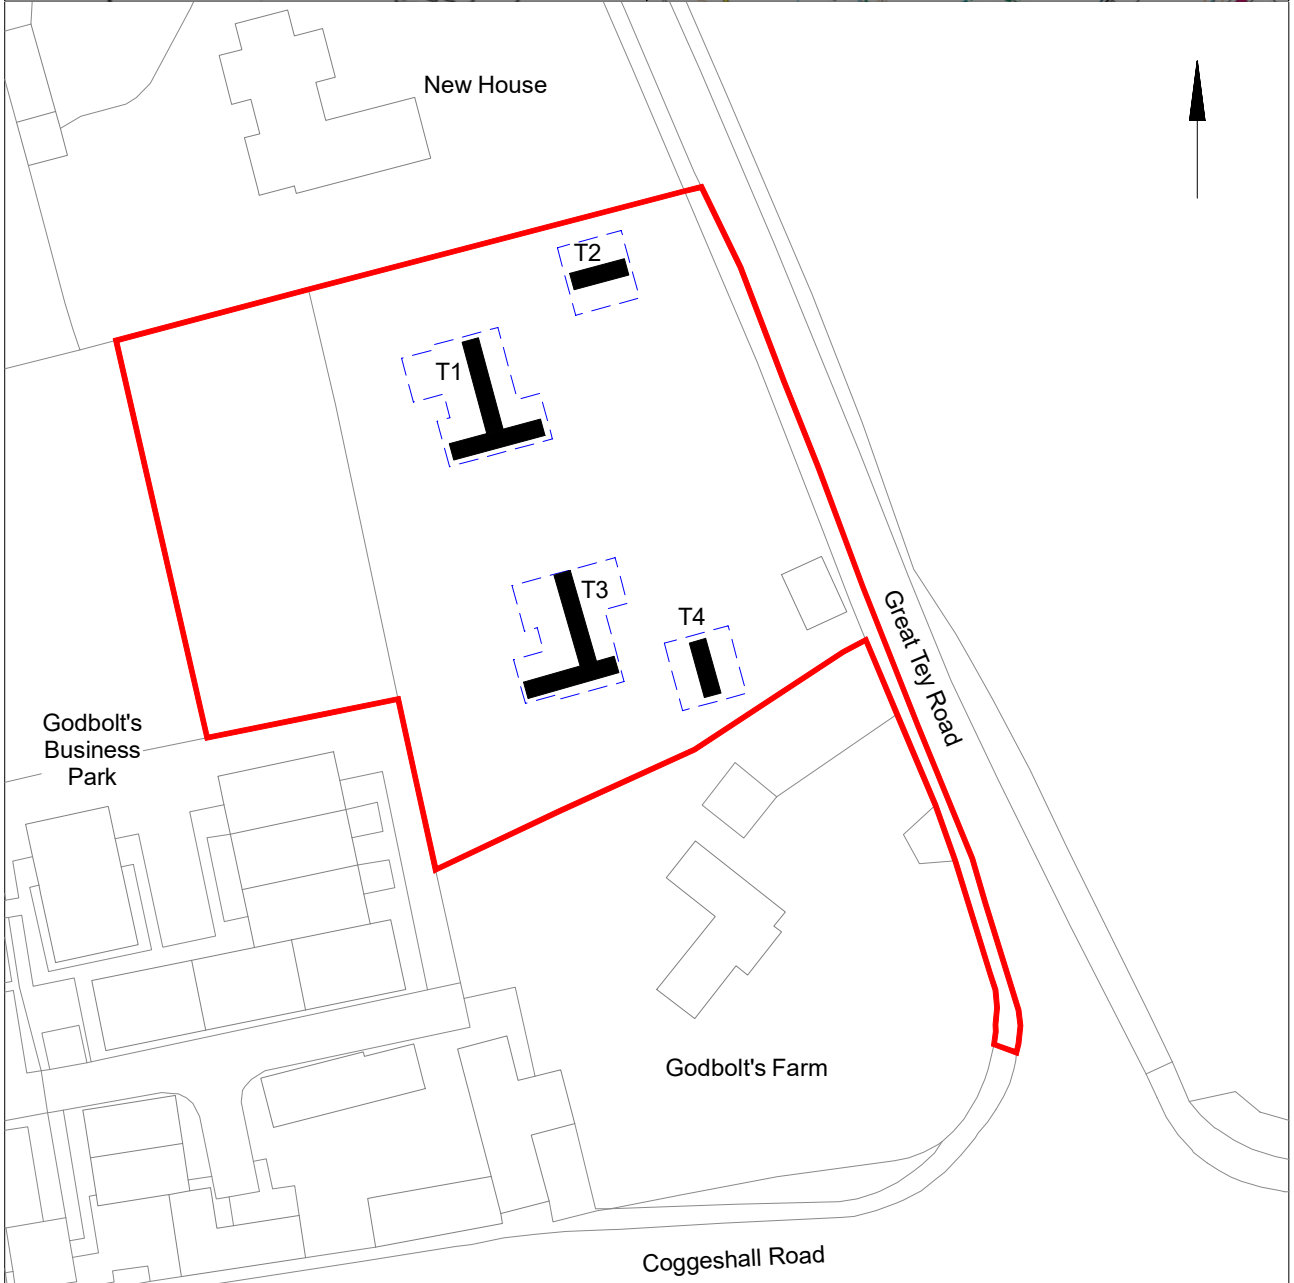 New House
T2
T1
T3
T4
Great Tey Road
Godbolt's
Business
Park
Godbolt's Farm
Coggeshall Road